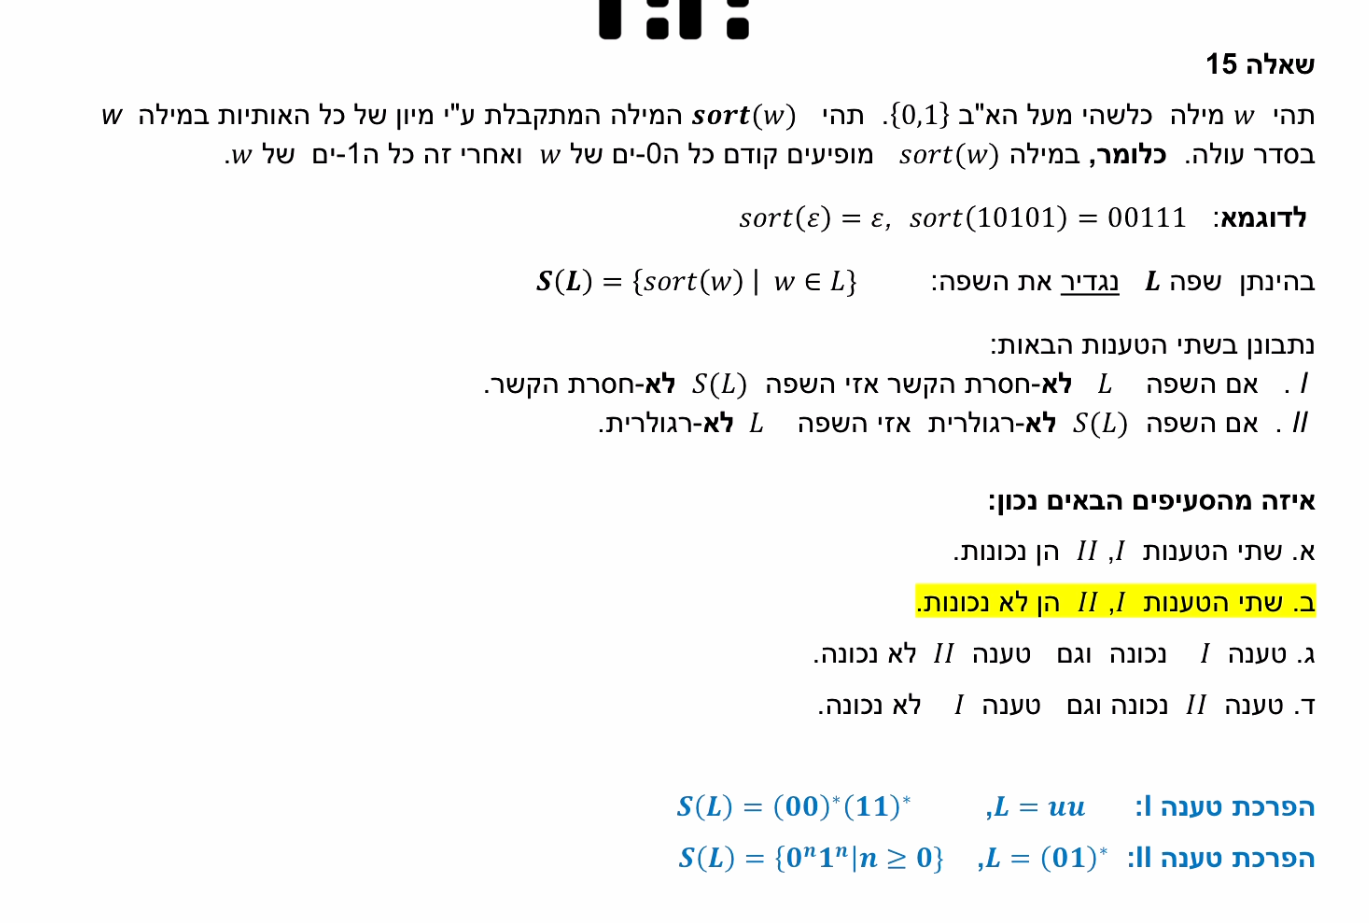 שאלה 15
תהי w מילה כלשהי מעל הא"ב {0,1}. תהי sort(w) המילה המתקבלת ע"י מיון של כל האותיות במילה w
בסדר עולה. כלומר, במילה sort(w) מופיעים קודם כל ה0-ים של w ואחרי זה כל ה1-ים של w.
לדוגמא: sort(ε) = ε, sort(10101) = 00111
בהינתן שפה L נגדיר את השפה: S(L) = {sort(w) | w ∈ L}
נתבונן בשתי הטענות הבאות:
I . אם השפה L לא-חסרת הקשר אזי השפה S(L) לא-חסרת הקשר.
II . אם השפה S(L) לא-רגולרית אזי השפה L לא-רגולרית.
איזה מהסעיפים הבאים נכון:
א. שתי הטענות I, II הן נכונות.
ב. שתי הטענות I, II הן לא נכונות.
ג. טענה I נכונה וגם טענה II לא נכונה.
ד. טענה II נכונה וגם טענה I לא נכונה.
הפרכת טענה I: L = uu, S(L) = (00)*(11)*
הפרכת טענה II: L = (01)*, S(L) = {0ⁿ1ⁿ|n ≥ 0}